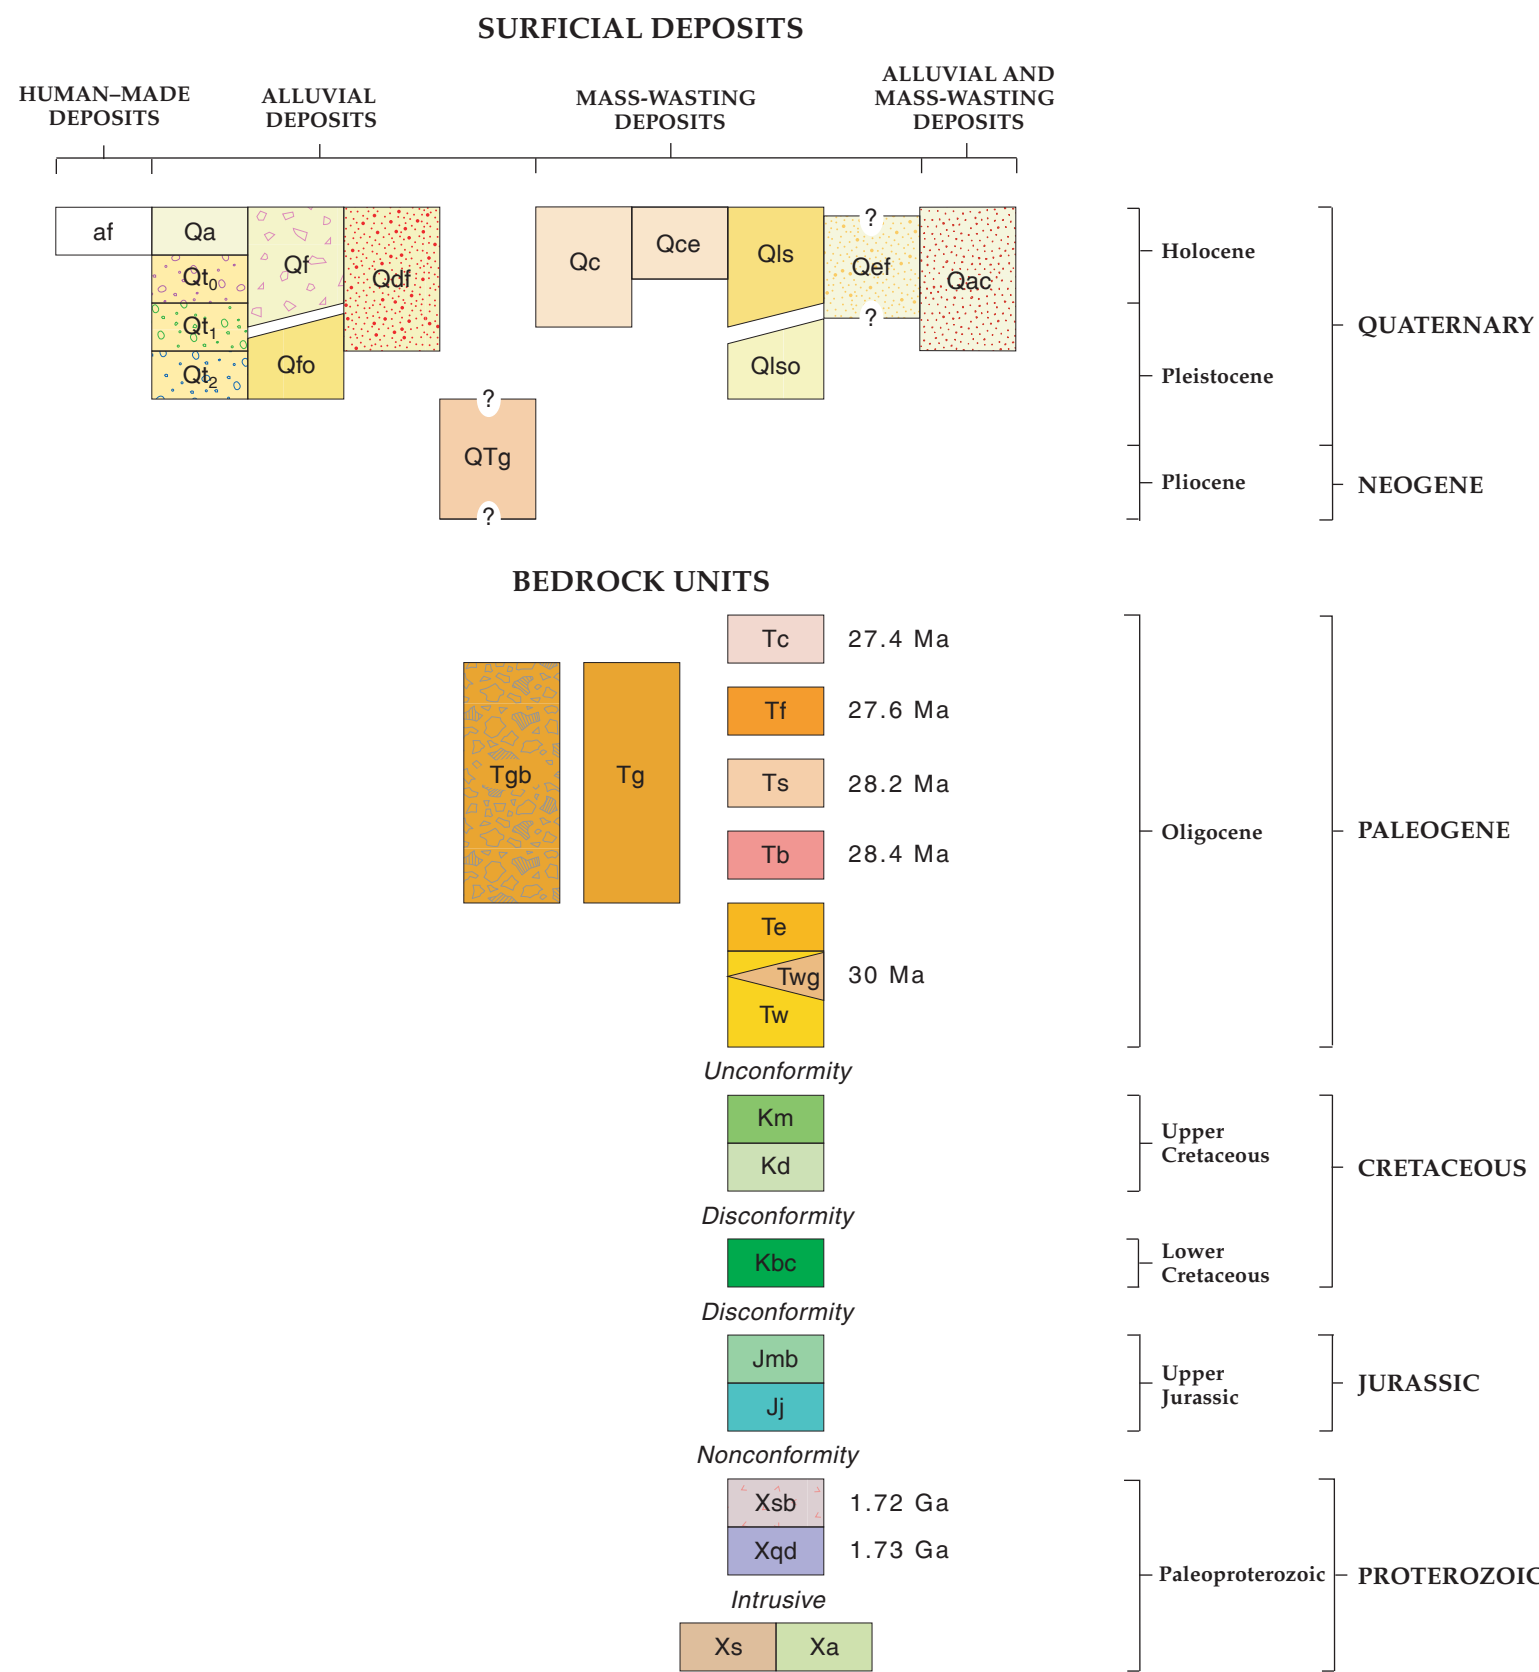 SURFICIAL DEPOSITS
HUMAN–MADE
DEPOSITS
ALLUVIAL
DEPOSITS
MASS-WASTING
DEPOSITS
ALLUVIAL AND
MASS-WASTING
DEPOSITS
af
Qa
Qt0
Qt1
Qt2
Qf
Qfo
Qdf
?
QTg
?
Qc
Qce
Qls
Qlso
?
Qef
?
Qac
Holocene
Pleistocene
Pliocene
QUATERNARY
NEOGENE
BEDROCK UNITS
Tgb
Tg
Tc 27.4 Ma
Tf 27.6 Ma
Ts 28.2 Ma
Tb 28.4 Ma
Te
Twg 30 Ma
Tw
Oligocene
PALEOGENE
Unconformity
Km
Kd
Upper
Cretaceous
CRETACEOUS
Disconformity
Kbc
Lower
Cretaceous
Disconformity
Jmb
Jj
Upper
Jurassic
JURASSIC
Nonconformity
Xsb 1.72 Ga
Xqd 1.73 Ga
Paleoproterozoic
PROTEROZOIC
Intrusive
Xs
Xa